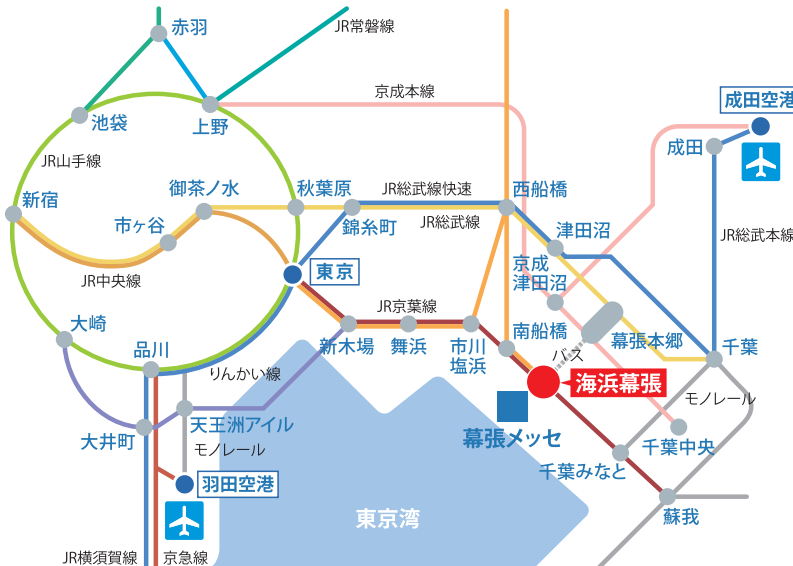 赤羽
JR常磐線
京成本線
成田空港
池袋
上野
成田
JR山手線
新宿
御茶ノ水
秋葉原
JR総武線快速
西船橋
市ヶ谷
錦糸町
JR総武線
津田沼
JR総武本線
東京
京成
津田沼
JR中央線
JR京葉線
大崎
品川
新木場
舞浜
市川
塩浜
南船橋
バス
幕張本郷
千葉
りんかい線
海浜幕張
モノレール
大井町
天王洲アイル
モノレール
幕張メッセ
千葉中央
千葉みなと
羽田空港
東京湾
蘇我
JR横須賀線
京急線